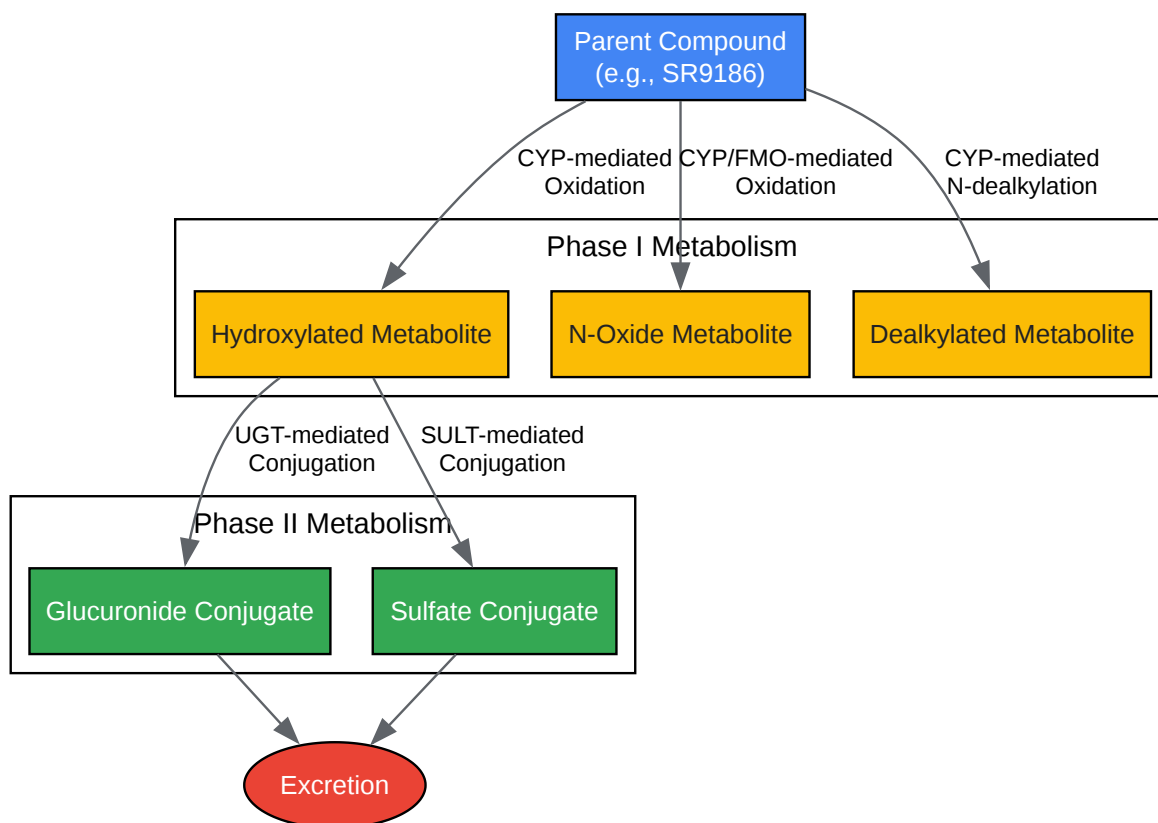 Parent Compound
(e.g., SR9186)
CYP-mediated
Oxidation
CYP/FMO-mediated
Oxidation
CYP-mediated
N-dealkylation
Phase I Metabolism
Hydroxylated Metabolite
N-Oxide Metabolite
Dealkylated Metabolite
UGT-mediated
Conjugation
SULT-mediated
Conjugation
Phase II Metabolism
Glucuronide Conjugate
Sulfate Conjugate
Excretion